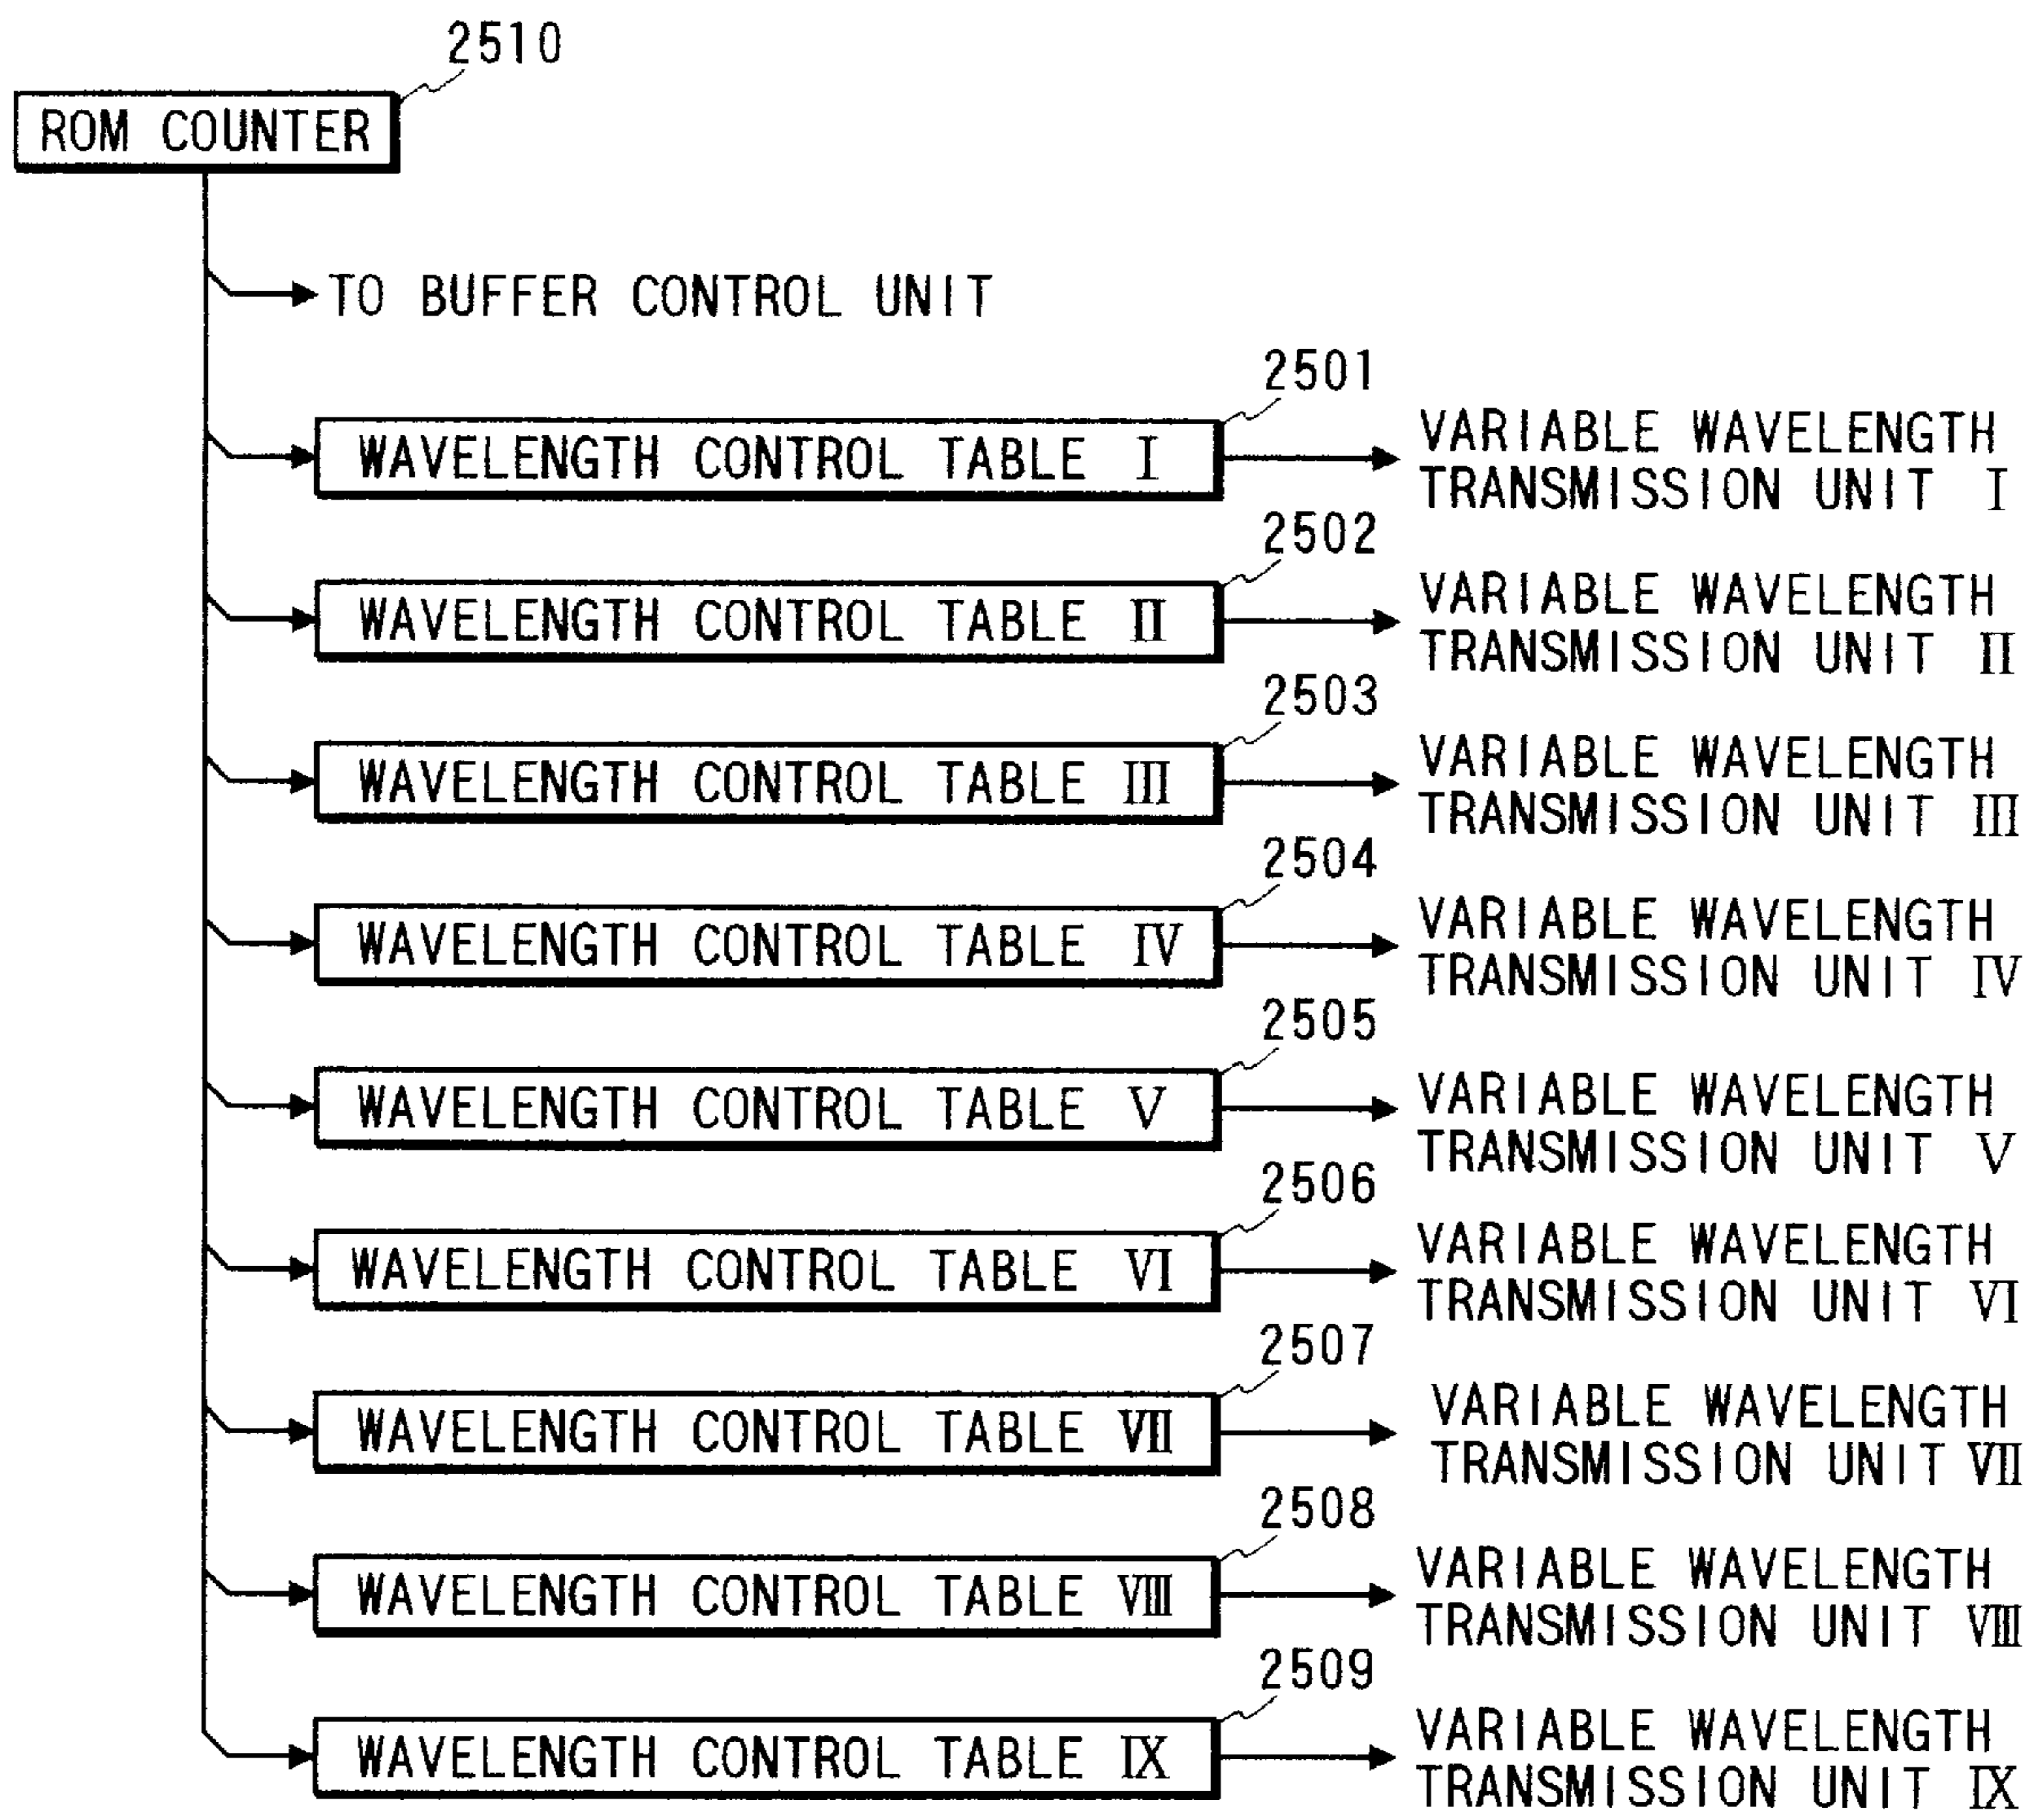 2510
ROM COUNTER
TO BUFFER CONTROL UNIT
2501
WAVELENGTH CONTROL TABLE I
VARIABLE WAVELENGTH
TRANSMISSION UNIT I
2502
WAVELENGTH CONTROL TABLE II
VARIABLE WAVELENGTH
TRANSMISSION UNIT II
2503
WAVELENGTH CONTROL TABLE III
VARIABLE WAVELENGTH
TRANSMISSION UNIT III
2504
WAVELENGTH CONTROL TABLE IV
VARIABLE WAVELENGTH
TRANSMISSION UNIT IV
2505
WAVELENGTH CONTROL TABLE V
VARIABLE WAVELENGTH
TRANSMISSION UNIT V
2506
WAVELENGTH CONTROL TABLE VI
VARIABLE WAVELENGTH
TRANSMISSION UNIT VI
2507
WAVELENGTH CONTROL TABLE VII
VARIABLE WAVELENGTH
TRANSMISSION UNIT VII
2508
WAVELENGTH CONTROL TABLE VIII
VARIABLE WAVELENGTH
TRANSMISSION UNIT VIII
2509
WAVELENGTH CONTROL TABLE IX
VARIABLE WAVELENGTH
TRANSMISSION UNIT IX